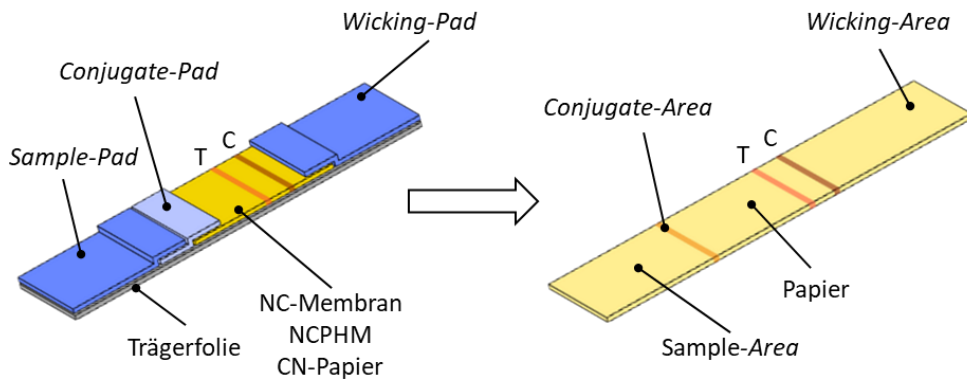 Wicking-Pad
Conjugate-Pad
Sample-Pad
T
C
NC-Membran
NCPHM
CN-Papier
Trägerfolie
Wicking-Area
Conjugate-Area
T
C
Papier
Sample-Area